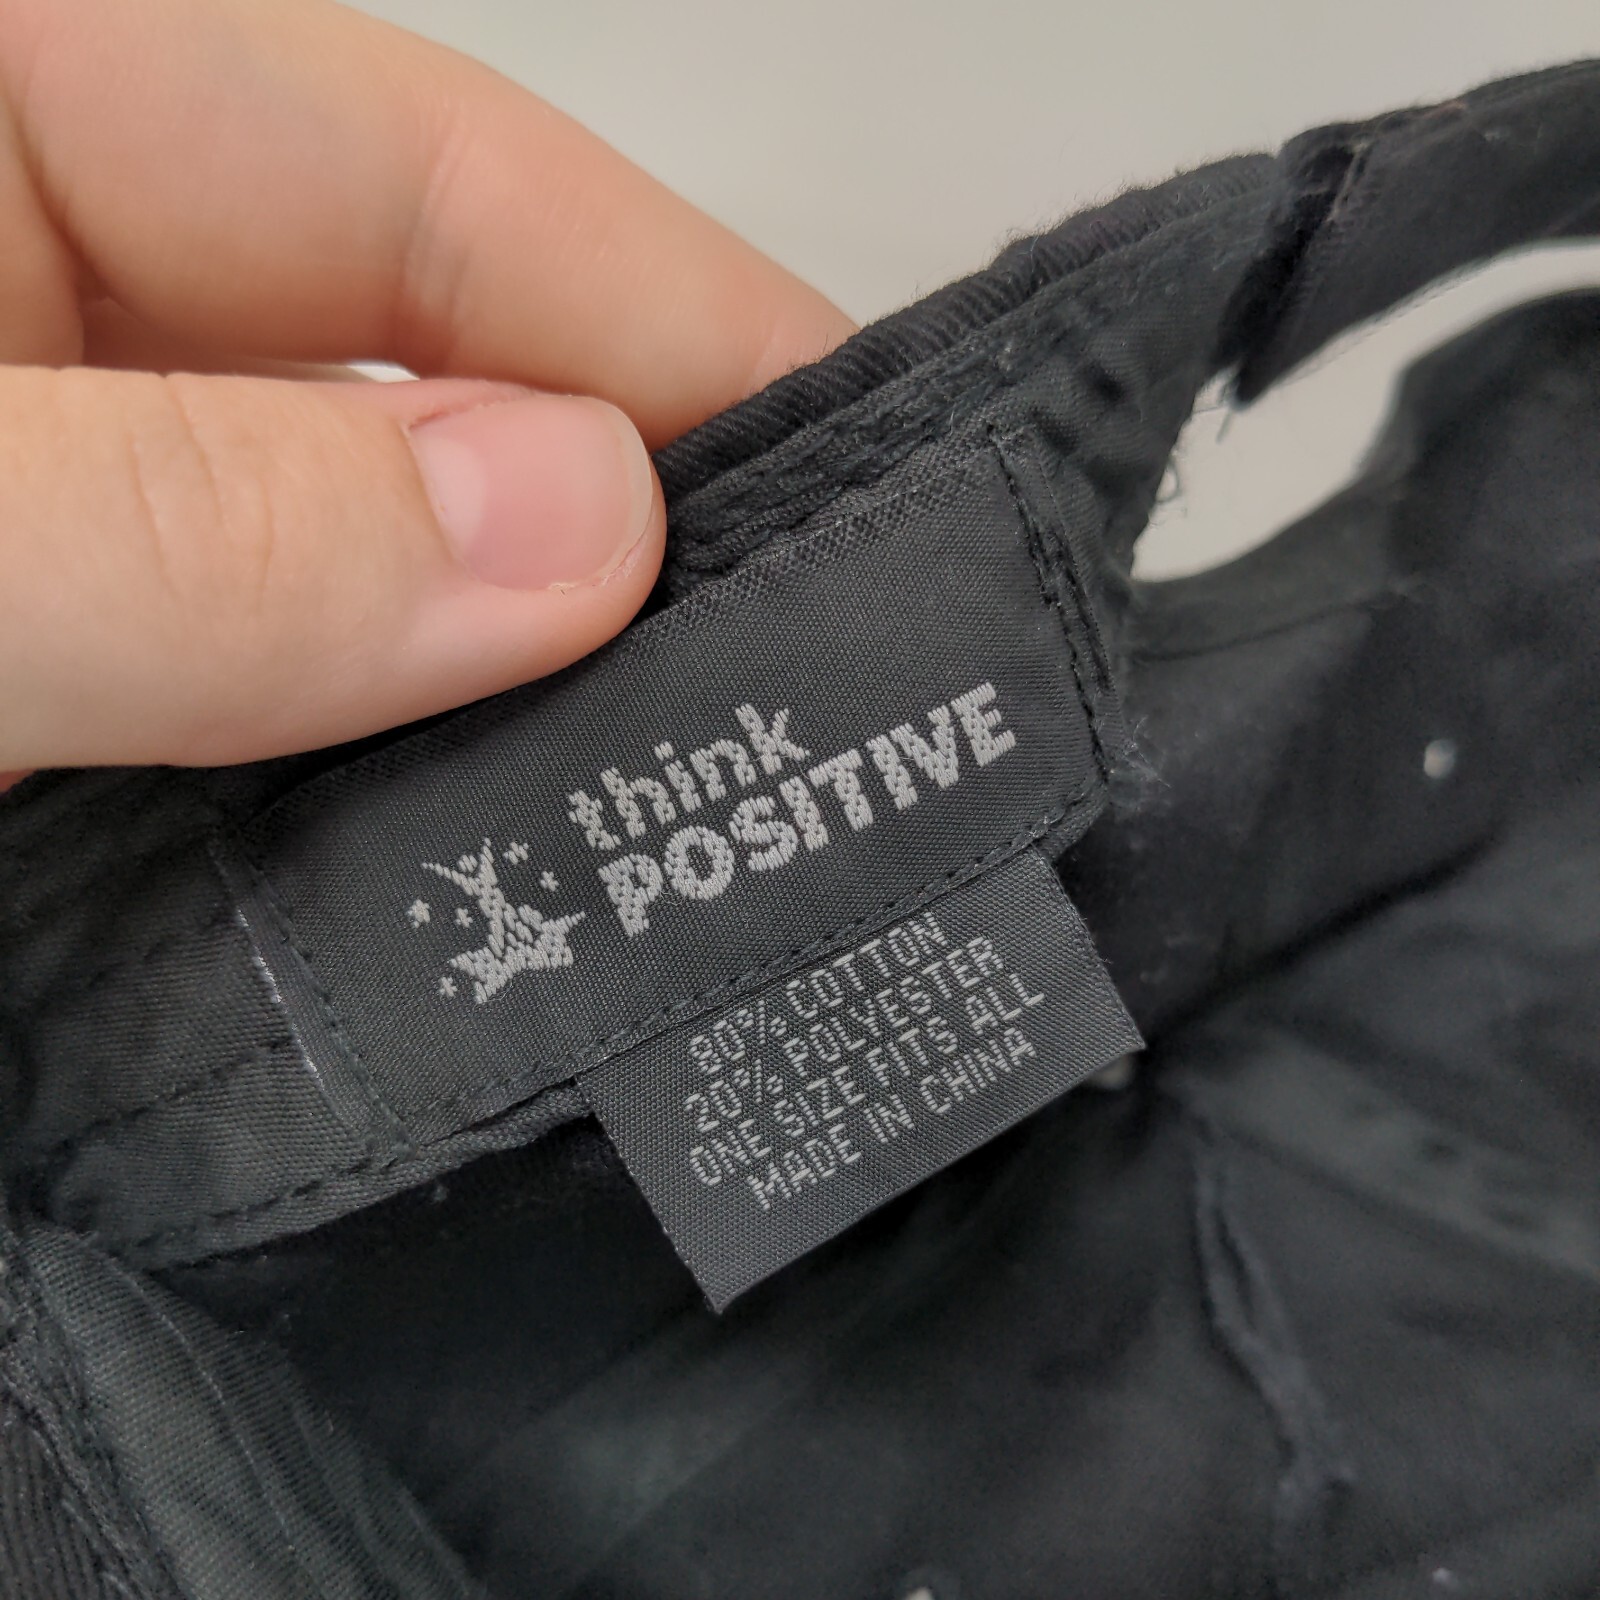 think
POSITIVE
80% COTTON
20% POLYESTER
ONE SIZE FITS ALL
MADE IN CHINA